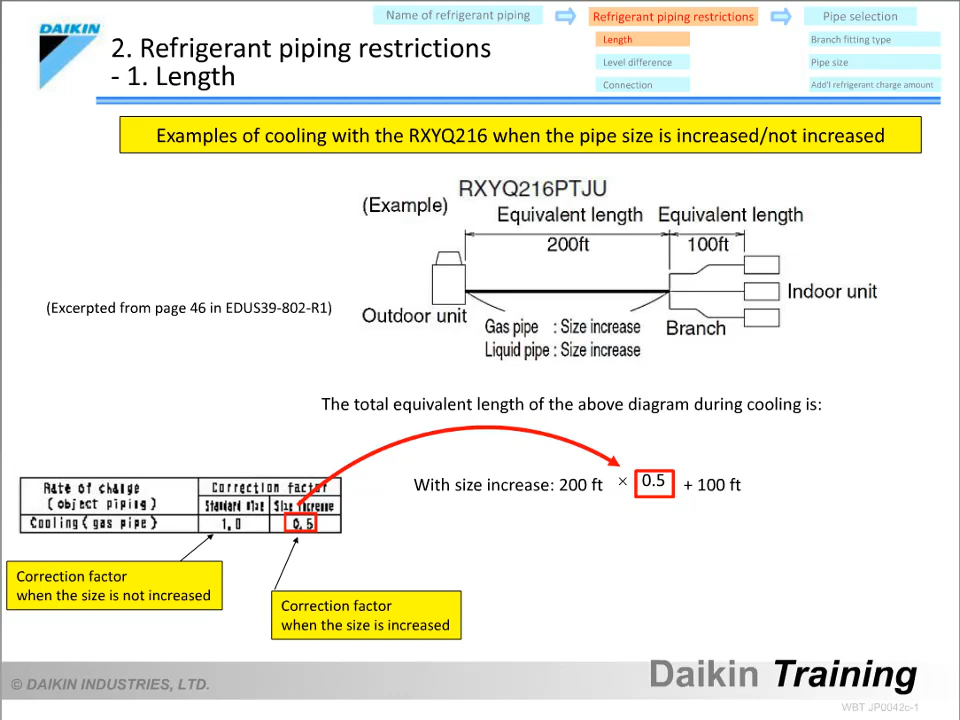 DAIKIN
2. Refrigerant piping restrictions
- 1. Length
Name of refrigerant piping
Refrigerant piping restrictions
Length
Level difference
Connection
Pipe selection
Branch fitting type
Pipe size
Add'l refrigerant charge amount
Examples of cooling with the RXYQ216 when the pipe size is increased/not increased
RXYQ216PTJU
(Example)
Equivalent length
Equivalent length
200ft
100ft
(Excerpted from page 46 in EDUS39-802-R1)
Outdoor unit
Indoor unit
Gas pipe : Size increase
Liquid pipe : Size increase
Branch
The total equivalent length of the above diagram during cooling is:
With size increase: 200 ft × 0.5 + 100 ft
Rate of change
(object piping)
Correction factor
Standard size
Size increase
Cooling(gas pipe)
1.0
0.5
Correction factor
when the size is not increased
Correction factor
when the size is increased
© DAIKIN INDUSTRIES, LTD.
Daikin Training
WBT JP0042c-1